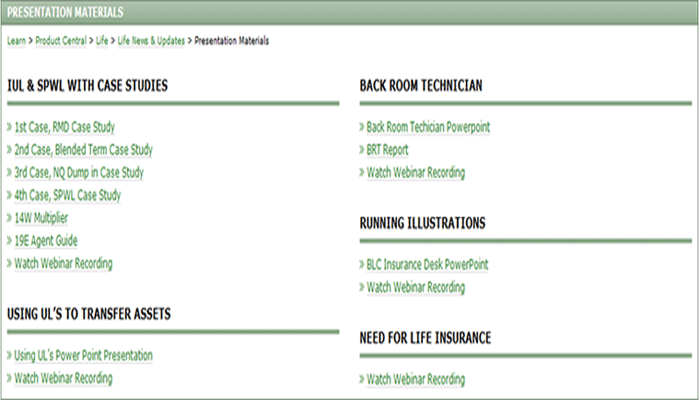 PRESENTATION MATERIALS
Learn > Product Central > Life > Life News & Updates > Presentation Materials
IUL & SPWL WITH CASE STUDIES
» 1st Case, RMD Case Study
» 2nd Case, Blended Term Case Study
» 3rd Case, NQ Dump in Case Study
» 4th Case, SPWL Case Study
» 14W Multiplier
» 19E Agent Guide
» Watch Webinar Recording
USING UL'S TO TRANSFER ASSETS
» Using UL's Power Point Presentation
» Watch Webinar Recording
BACK ROOM TECHNICIAN
» Back Room Techician Powerpoint
» BRT Report
» Watch Webinar Recording
RUNNING ILLUSTRATIONS
» BLC Insurance Desk PowerPoint
» Watch Webinar Recording
NEED FOR LIFE INSURANCE
» Watch Webinar Recording